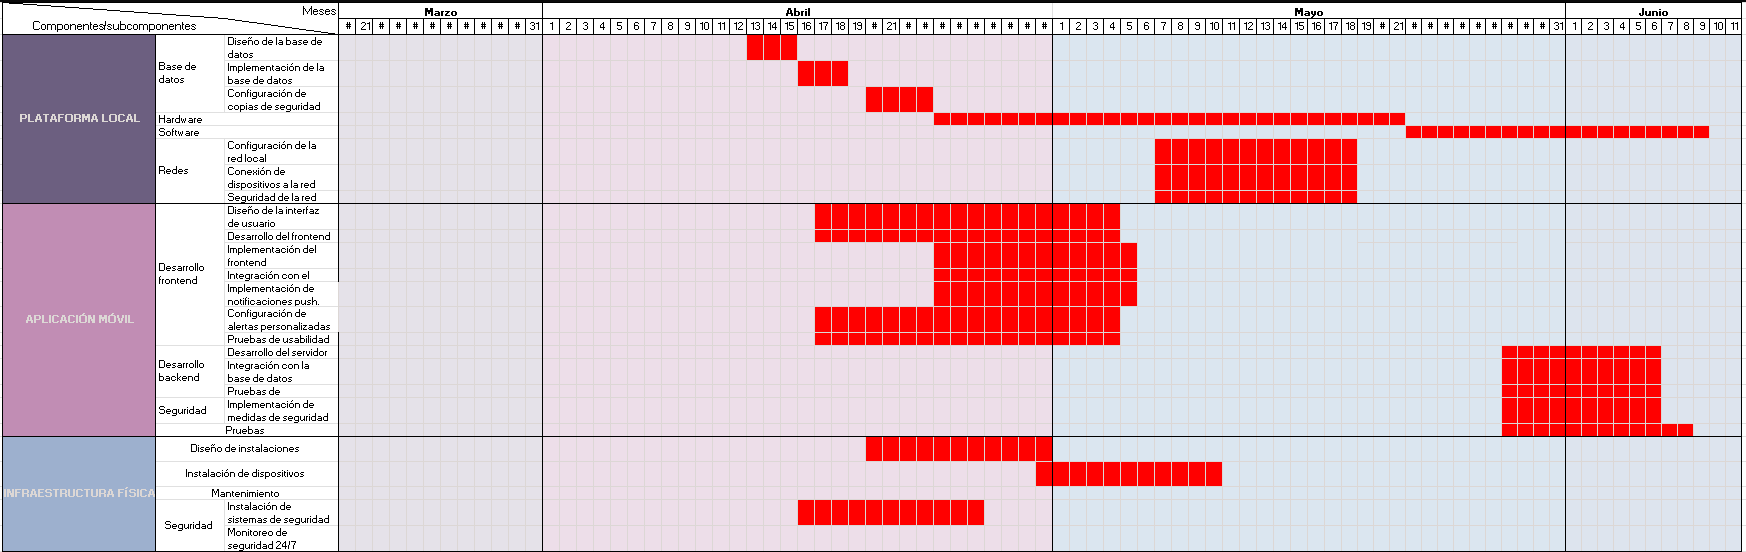 Meses
Componentes/subcomponentes
Marzo
Abril
Mayo
Junio
# 21 # # # # # # # # # 31 1 2 3 4 5 6 7 8 9 10 11 12 13 14 15 16 17 18 19 # 21 # # # # # # # # # 1 2 3 4 5 6 7 8 9 10 11 12 13 14 15 16 17 18 19 # 21 # # # # # # # # # 31 1 2 3 4 5 6 7 8 9 10 11
PLATAFORMA LOCAL
Base de
datos
Diseño de la base de
datos
Implementación de la
base de datos
Configuración de
copias de seguridad
Hardware
Software
Redes
Configuración de la
red local
Conexión de
dispositivos a la red
Seguridad de la red
APLICACIÓN MÓVIL
Desarrollo
frontend
Diseño de la interfaz
de usuario
Desarrollo del frontend
Implementación del
frontend
Integración con el
Implementación de
notificaciones push.
Configuración de
alertas personalizadas
Pruebas de usabilidad
Desarrollo
backend
Desarrollo del servidor
Integración con la
base de datos
Pruebas de
Seguridad
Implementación de
medidas de seguridad
Pruebas
INFRAESTRUCTURA FÍSICA
Diseño de instalaciones
Instalación de dispositivos
Mantenimiento
Seguridad
Instalación de
sistemas de seguridad
Monitoreo de
seguridad 24/7